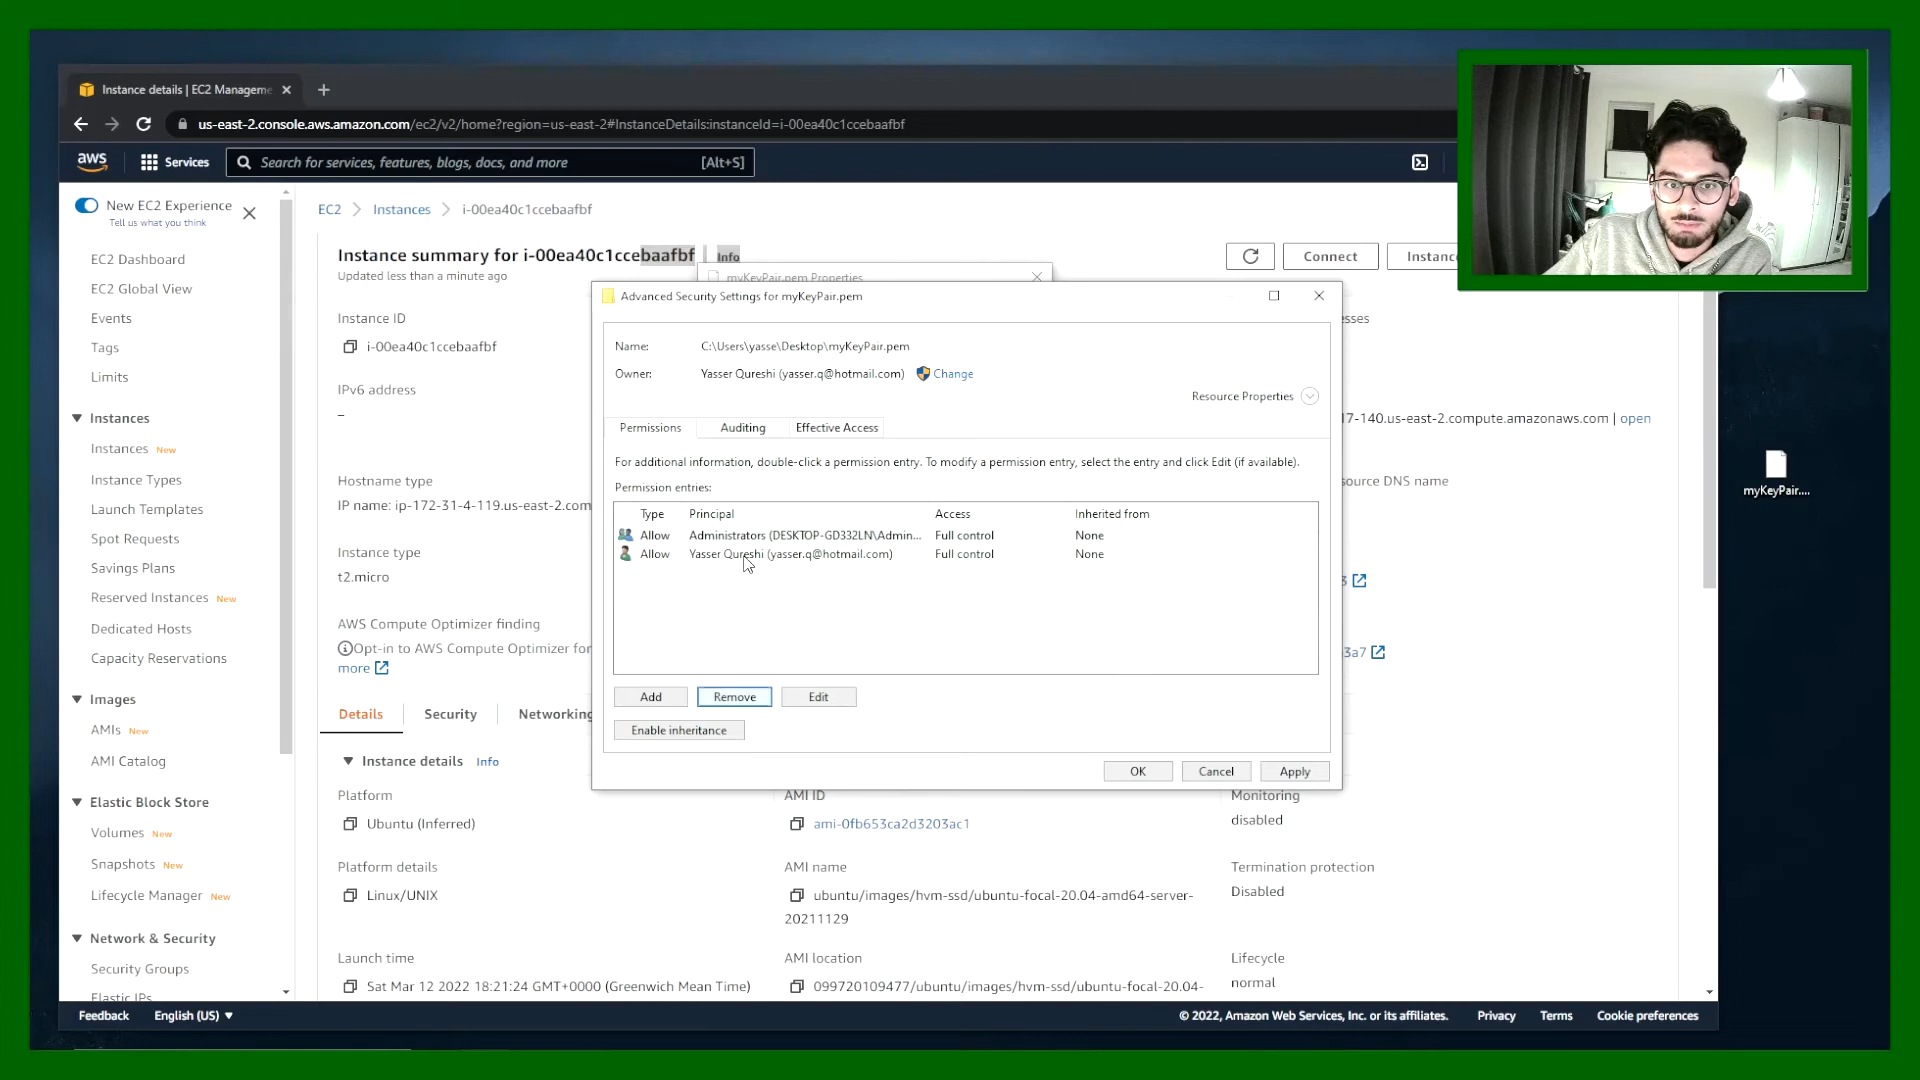 Instance details | EC2 Manageme
us-east-2.console.aws.amazon.com/ec2/v2/home?region=us-east-2#InstanceDetails:instanceId=i-00ea40c1ccebaafbf
aws
Services
Search for services, features, blogs, docs, and more
[Alt+S]
New EC2 Experience
Tell us what you think
EC2 Dashboard
EC2 Global View
Events
Tags
Limits
Instances
Instances New
Instance Types
Launch Templates
Spot Requests
Savings Plans
Reserved Instances New
Dedicated Hosts
Capacity Reservations
Images
AMIs New
AMI Catalog
Elastic Block Store
Volumes New
Snapshots New
Lifecycle Manager New
Network & Security
Security Groups
Elastic IPs
EC2 > Instances > i-00ea40c1ccebaafbf
Instance summary for i-00ea40c1ccebaafbf Info
Updated less than a minute ago
Connect
Instanc
Instance ID
i-00ea40c1ccebaafbf
IPv6 address
–
Hostname type
IP name: ip-172-31-4-119.us-east-2.com
Instance type
t2.micro
AWS Compute Optimizer finding
Opt-in to AWS Compute Optimizer for
more
esses
17-140.us-east-2.compute.amazonaws.com | open
source DNS name
3a7
myKeyPair.pem Properties
Advanced Security Settings for myKeyPair.pem
Name: C:\Users\yasse\Desktop\myKeyPair.pem
Owner: Yasser Qureshi (yasser.q@hotmail.com) Change
Resource Properties
Permissions
Auditing
Effective Access
For additional information, double-click a permission entry. To modify a permission entry, select the entry and click Edit (if available).
Permission entries:
Type Principal Access Inherited from
Allow Administrators (DESKTOP-GD332LN\Admin... Full control None
Allow Yasser Qureshi (yasser.q@hotmail.com) Full control None
Add
Remove
Edit
Enable inheritance
OK
Cancel
Apply
Details
Security
Networking
Instance details Info
Platform
Ubuntu (Inferred)
AMI ID
ami-0fb653ca2d3203ac1
Monitoring
disabled
Platform details
Linux/UNIX
AMI name
ubuntu/images/hvm-ssd/ubuntu-focal-20.04-amd64-server-
20211129
Termination protection
Disabled
Launch time
Sat Mar 12 2022 18:21:24 GMT+0000 (Greenwich Mean Time)
AMI location
099720109477/ubuntu/images/hvm-ssd/ubuntu-focal-20.04-
Lifecycle
normal
Feedback
English (US)
© 2022, Amazon Web Services, Inc. or its affiliates.
Privacy
Terms
Cookie preferences
myKeyPair....